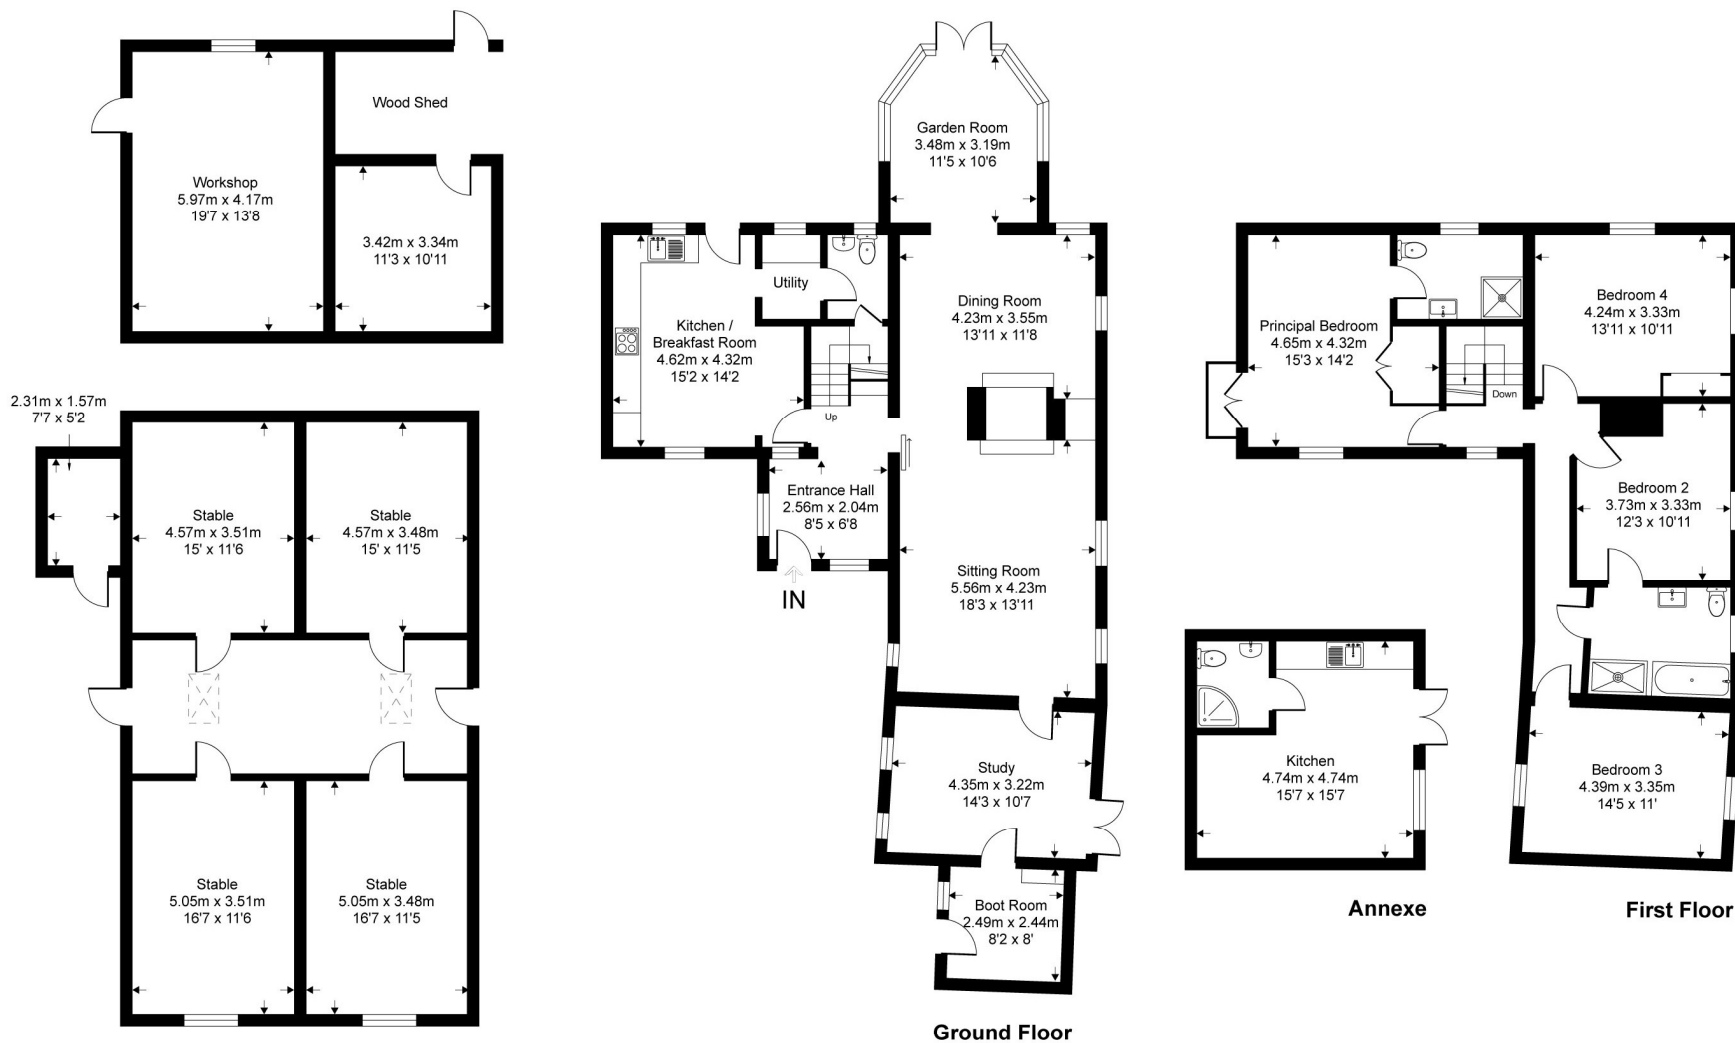 Wood Shed
Workshop
5.97m x 4.17m
19'7 x 13'8
3.42m x 3.34m
11'3 x 10'11
2.31m x 1.57m
7'7 x 5'2
Stable
4.57m x 3.51m
15' x 11'6
Stable
4.57m x 3.48m
15' x 11'5
Stable
5.05m x 3.51m
16'7 x 11'6
Stable
5.05m x 3.48m
16'7 x 11'5
Garden Room
3.48m x 3.19m
11'5 x 10'6
Utility
Kitchen /
Breakfast Room
4.62m x 4.32m
15'2 x 14'2
Dining Room
4.23m x 3.55m
13'11 x 11'8
Up
Entrance Hall
2.56m x 2.04m
8'5 x 6'8
IN
Sitting Room
5.56m x 4.23m
18'3 x 13'11
Study
4.35m x 3.22m
14'3 x 10'7
Boot Room
2.49m x 2.44m
8'2 x 8'
Ground Floor
Principal Bedroom
4.65m x 4.32m
15'3 x 14'2
Down
Bedroom 4
4.24m x 3.33m
13'11 x 10'11
Bedroom 2
3.73m x 3.33m
12'3 x 10'11
Bedroom 3
4.39m x 3.35m
14'5 x 11'
First Floor
Kitchen
4.74m x 4.74m
15'7 x 15'7
Annexe